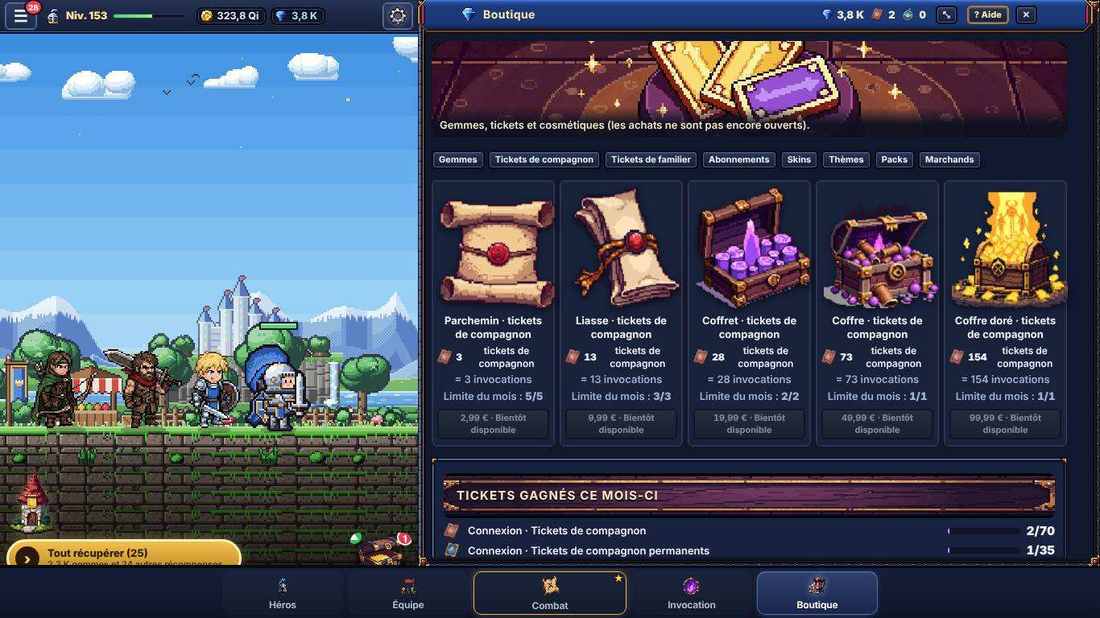 28
Niv. 153
323,8 Qi
3,8 K
Boutique
3,8 K
2
0
? Aide
Gemmes, tickets et cosmétiques (les achats ne sont pas encore ouverts).
Gemmes
Tickets de compagnon
Tickets de familier
Abonnements
Skins
Thèmes
Packs
Marchands
Parchemin · tickets
de compagnon
3 tickets de
compagnon
= 3 invocations
Limite du mois : 5/5
2,99 € · Bientôt
disponible
Liasse · tickets de
compagnon
13 tickets de
compagnon
= 13 invocations
Limite du mois : 3/3
9,99 € · Bientôt
disponible
Coffret · tickets de
compagnon
28 tickets de
compagnon
= 28 invocations
Limite du mois : 2/2
19,99 € · Bientôt
disponible
Coffre · tickets de
compagnon
73 tickets de
compagnon
= 73 invocations
Limite du mois : 1/1
49,99 € · Bientôt
disponible
Coffre doré · tickets
de compagnon
154 tickets de
compagnon
= 154 invocations
Limite du mois : 1/1
99,99 € · Bientôt
disponible
TICKETS GAGNÉS CE MOIS-CI
Connexion · Tickets de compagnon 2/70
Connexion · Tickets de compagnon permanents 1/35
Tout récupérer (25)
1
Héros
Équipe
Combat
Invocation
Boutique